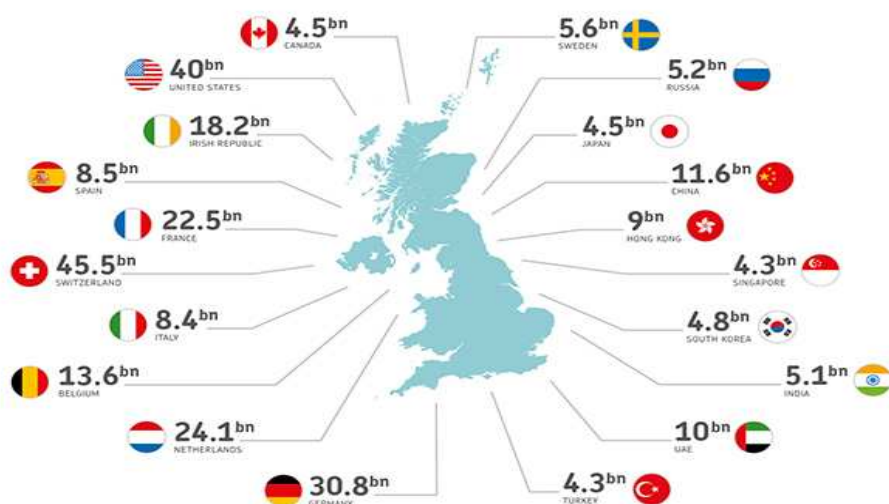 4.5bn
CANADA
40bn
UNITED STATES
18.2bn
IRISH REPUBLIC
8.5bn
SPAIN
22.5bn
FRANCE
45.5bn
SWITZERLAND
8.4bn
ITALY
13.6bn
BELGIUM
24.1bn
NETHERLANDS
30.8bn
GERMANY
5.6bn
SWEDEN
5.2bn
RUSSIA
4.5bn
JAPAN
11.6bn
CHINA
9bn
HONG KONG
4.3bn
SINGAPORE
4.8bn
SOUTH KOREA
5.1bn
INDIA
10bn
UAE
4.3bn
TURKEY